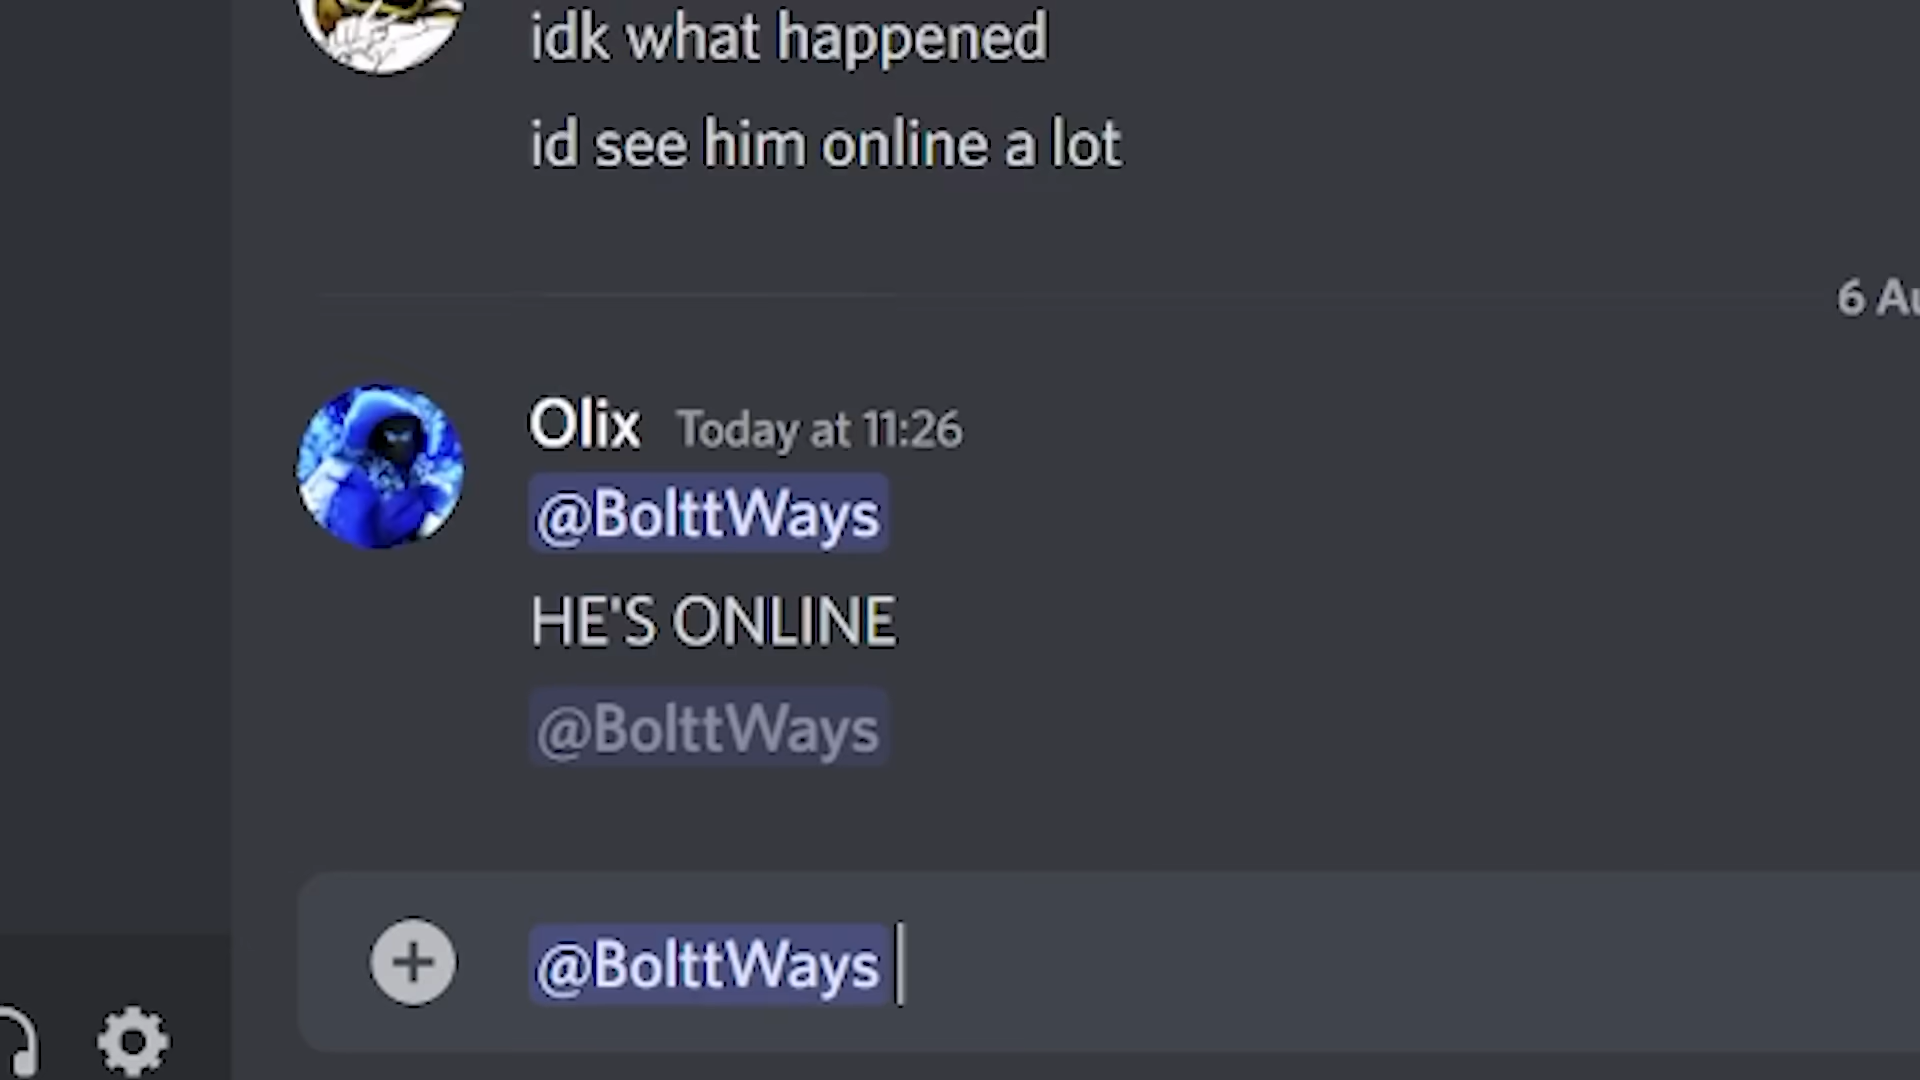 idk what happened
id see him online a lot
6 Au
Olix Today at 11:26
@BolttWays
HE'S ONLINE
@BolttWays
@BolttWays